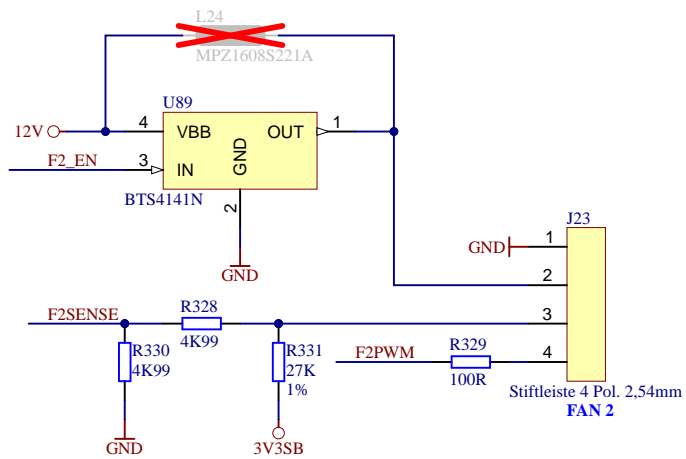 L24
MPZ1608S221A
U89
12V
4
VBB
OUT
1
F2_EN
3
IN
GND
BTS4141N
2
GND
J23
GND
1
2
F2SENSE
R328
4K99
3
R330
4K99
R331
27K
1%
F2PWM
R329
100R
4
Stiftleiste 4 Pol. 2,54mm
FAN 2
GND
3V3SB